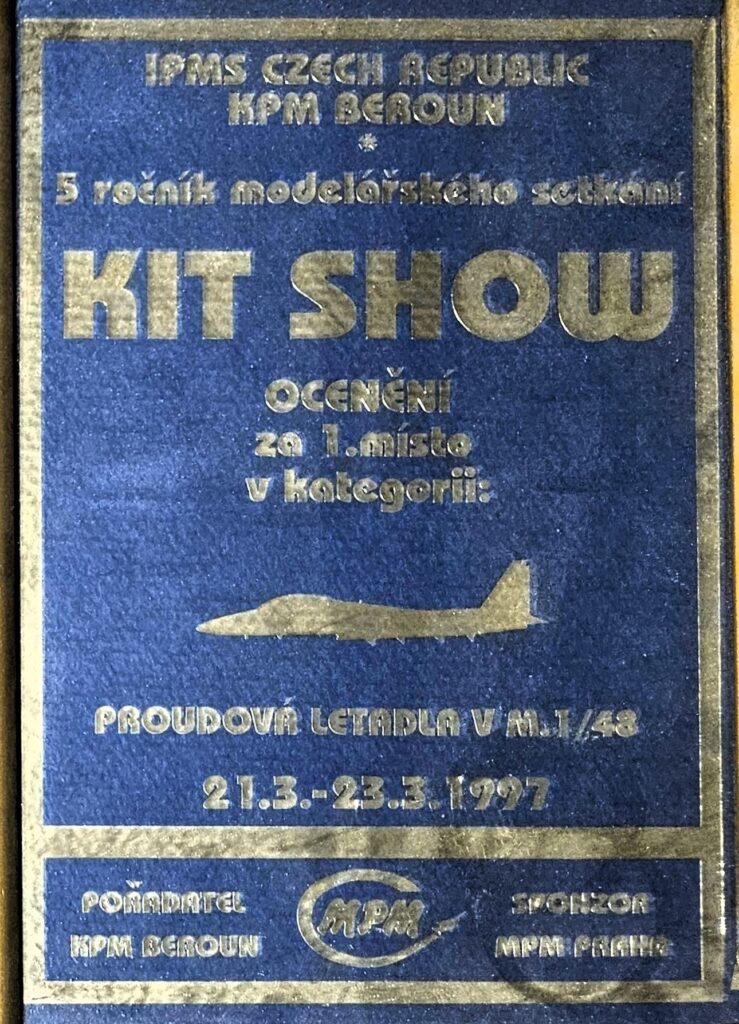 IPMS CZECH REPUBLIC
KPM BEROUN
*
5 ročník modelářského setkání
KIT SHOW
OCENĚNÍ
za 1.místo
v kategorii:
PROUDOVÁ LETADLA V M.1/48
21.3.-23.3.1997
POŘADATEL
KPM BEROUN
MPM
SPONZOR
MPM PRAHA